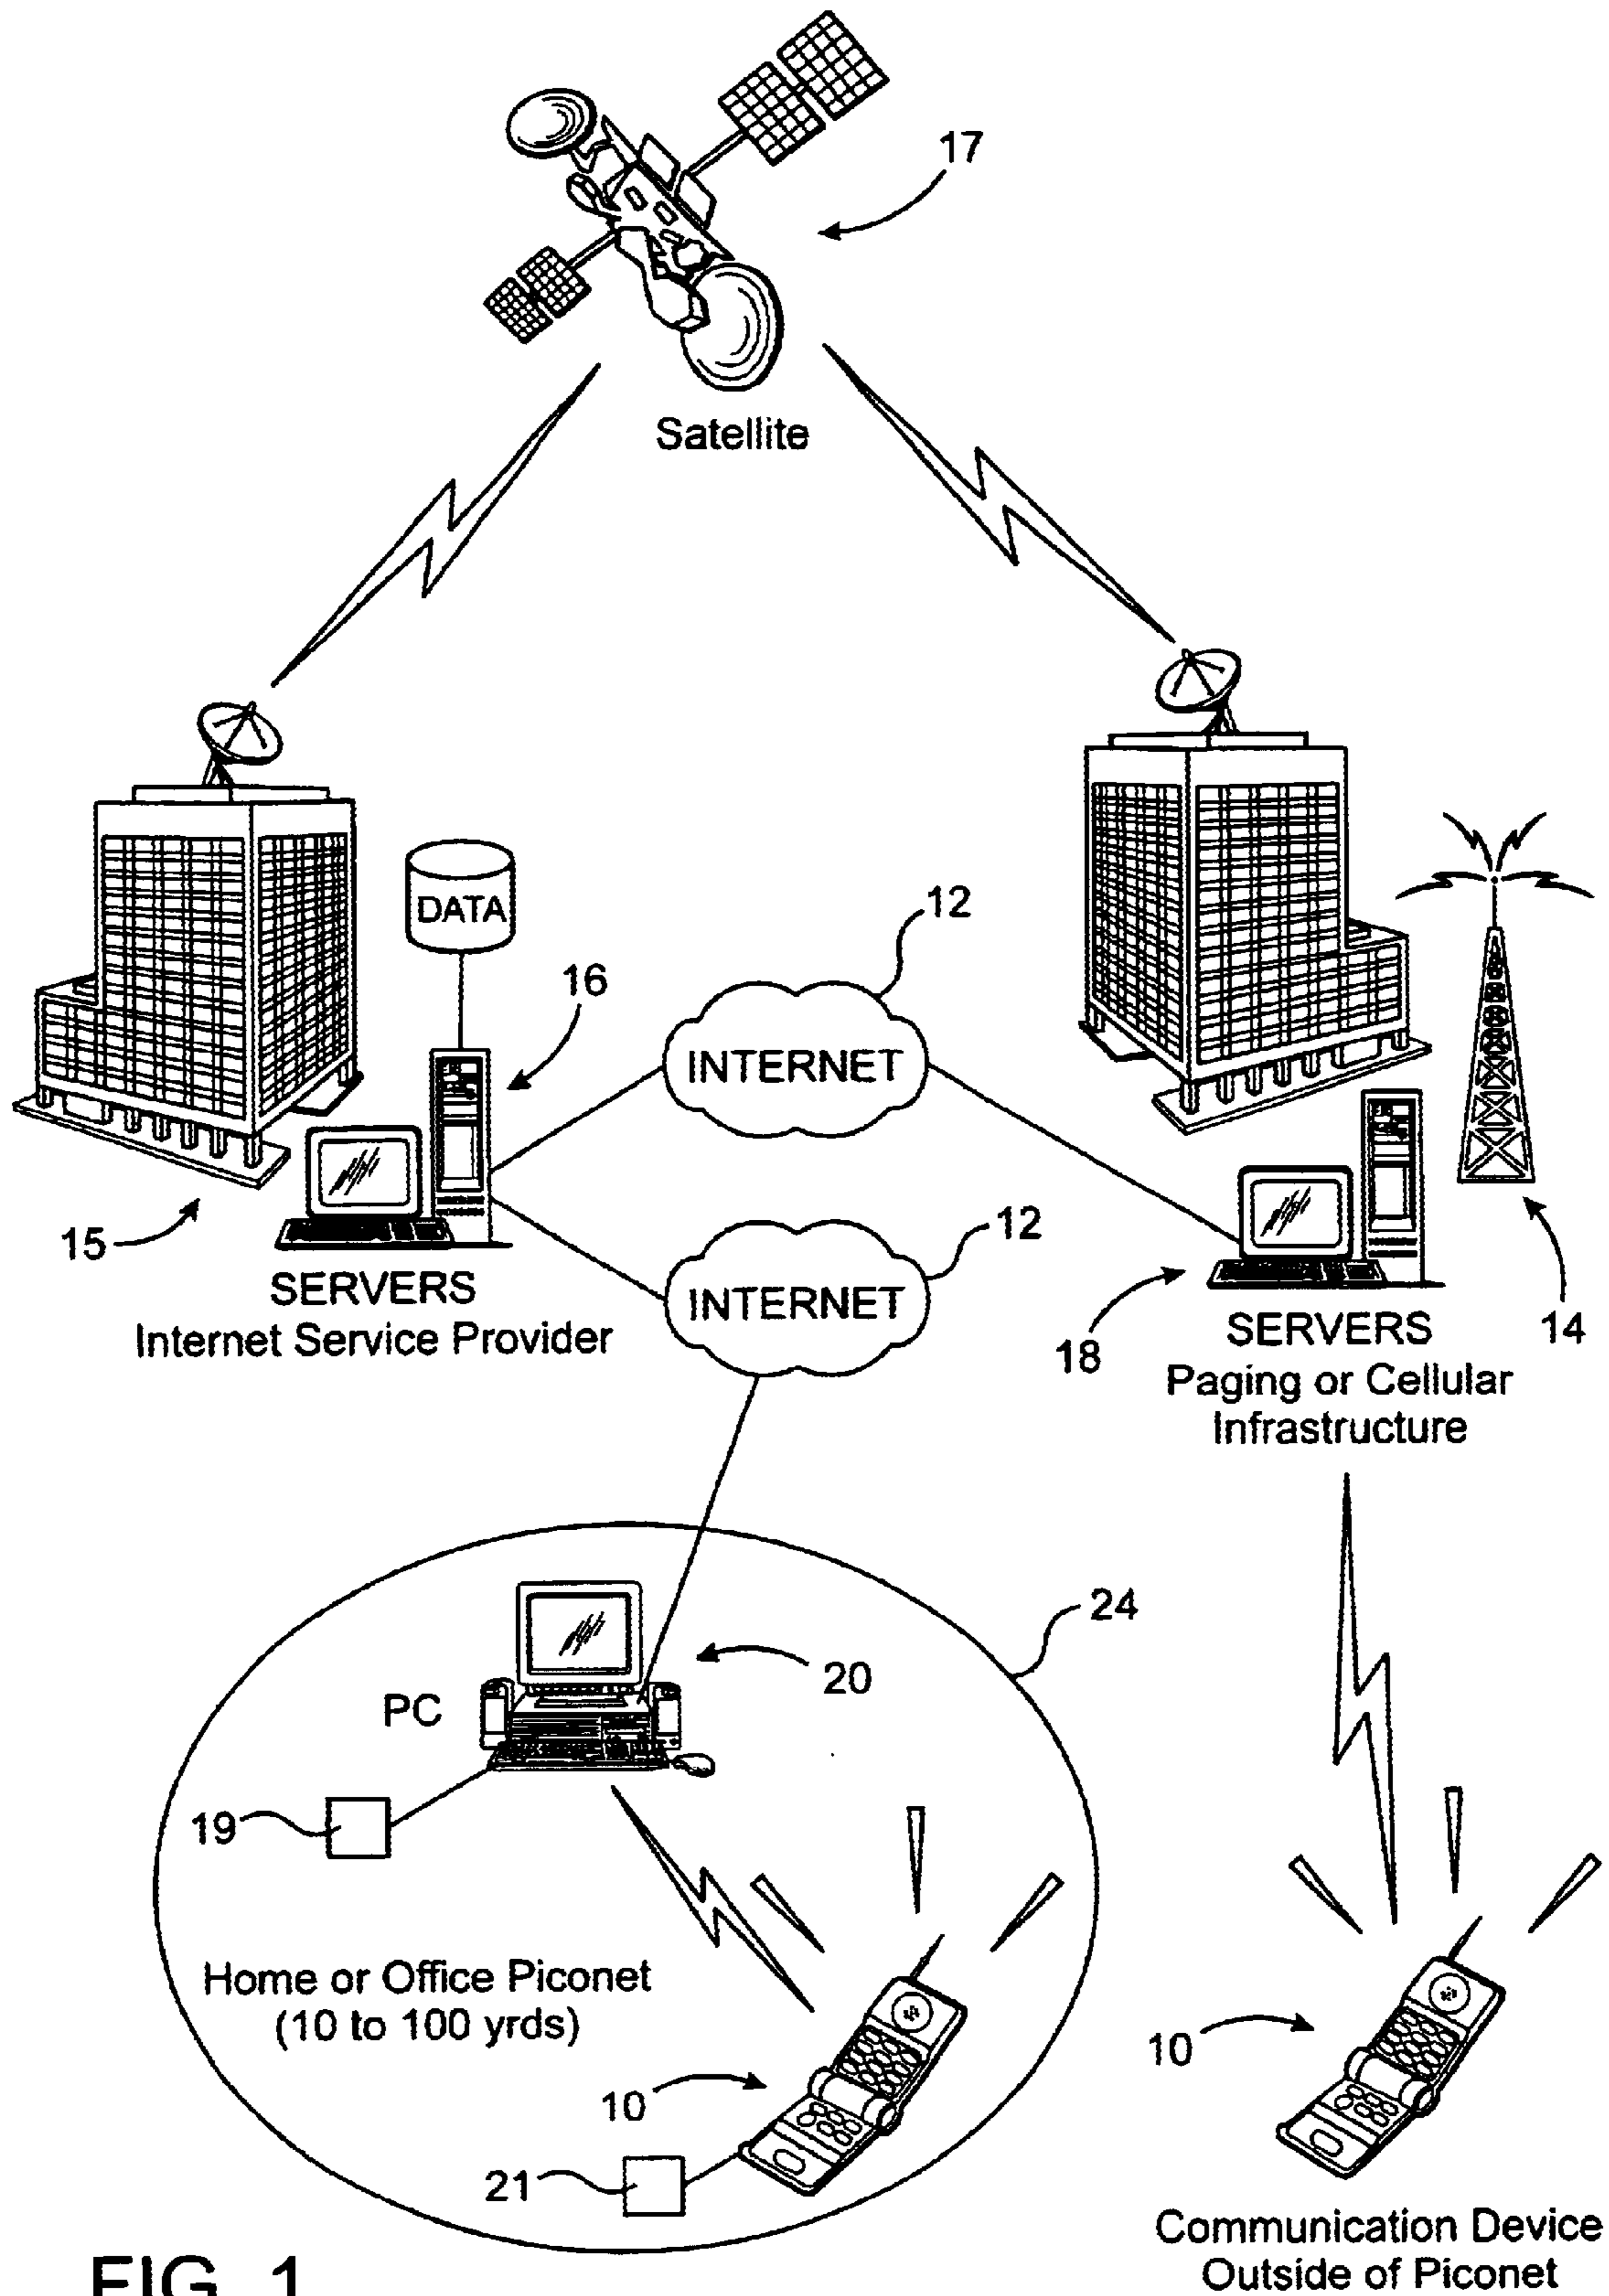 17
Satellite
DATA
12
16
INTERNET
12
15
INTERNET
SERVERS
Internet Service Provider
18
14
SERVERS
Paging or Cellular
Infrastructure
24
20
PC
19
Home or Office Piconet
(10 to 100 yrds)
10
10
21
Communication Device
Outside of Piconet
FIG. 1